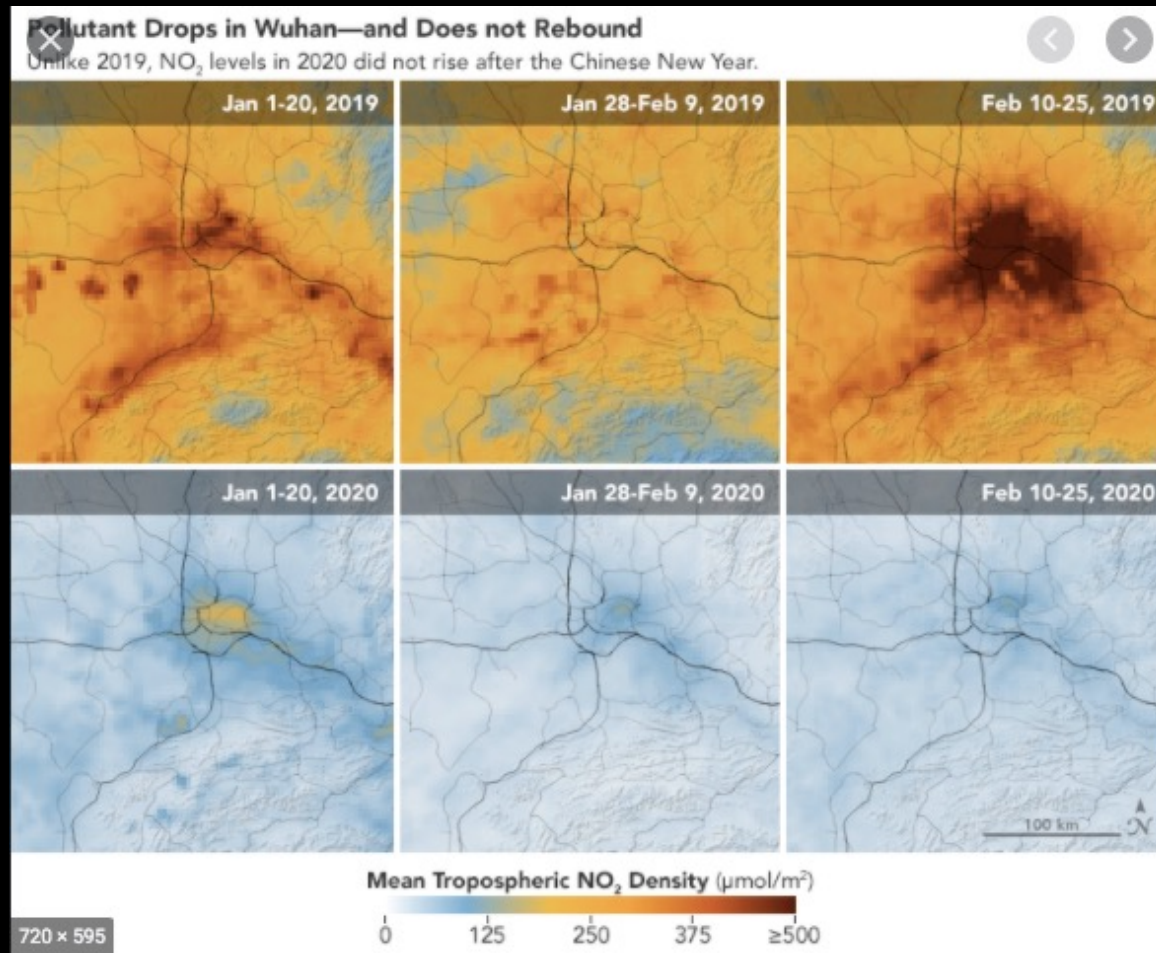 Pollutant Drops in Wuhan—and Does not Rebound
Unlike 2019, NO₂ levels in 2020 did not rise after the Chinese New Year.
Jan 1-20, 2019
Jan 28-Feb 9, 2019
Feb 10-25, 2019
Jan 1-20, 2020
Jan 28-Feb 9, 2020
Feb 10-25, 2020
100 km
N
Mean Tropospheric NO₂ Density (μmol/m²)
0 125 250 375 ≥500
720 × 595